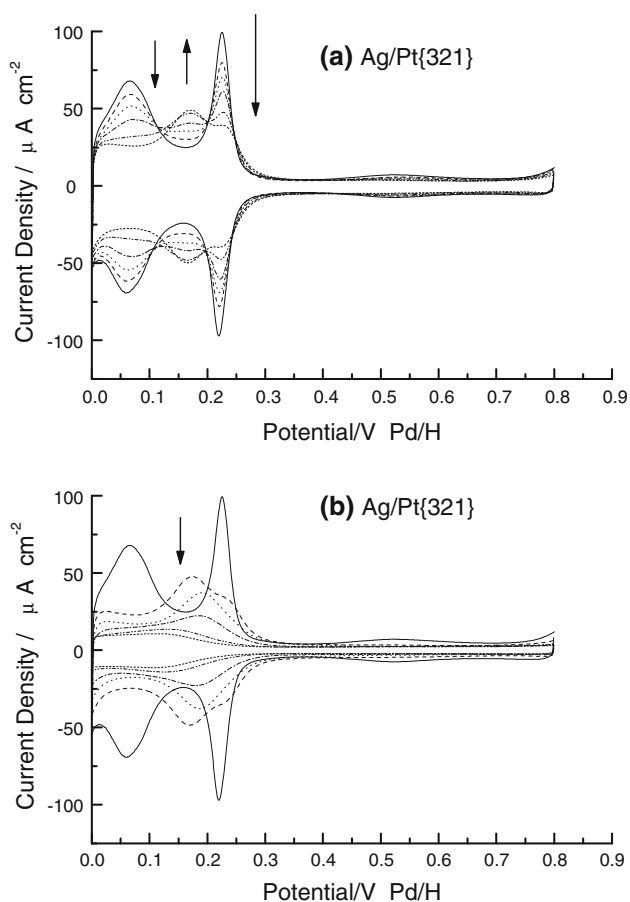 (a) Ag/Pt{321}
100
50
0
-50
-100
Current Density / μ A cm-2
0.0 0.1 0.2 0.3 0.4 0.5 0.6 0.7 0.8 0.9
Potential/V Pd/H
(b) Ag/Pt{321}
100
50
0
-50
-100
Current Density / μ A cm-2
0.0 0.1 0.2 0.3 0.4 0.5 0.6 0.7 0.8 0.9
Potential/V Pd/H